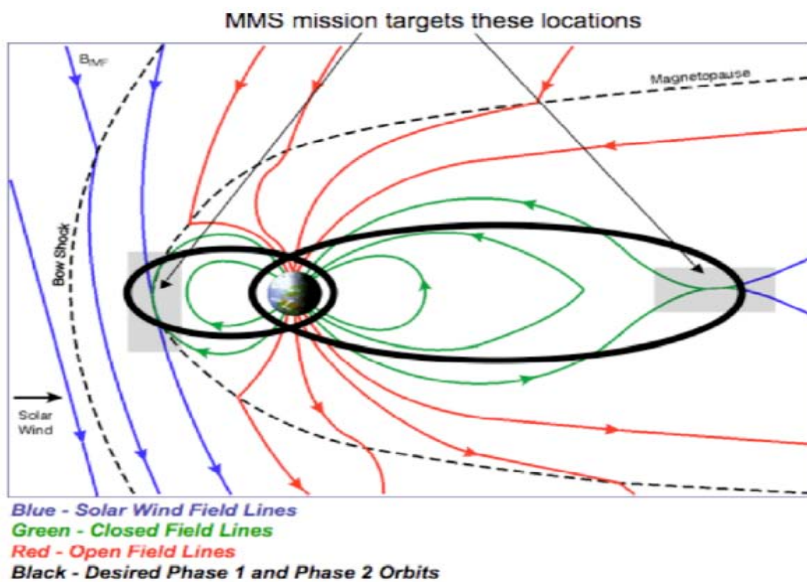 MMS mission targets these locations
B IMF
Magnetopause
Bow Shock
Solar
Wind
Blue - Solar Wind Field Lines
Green - Closed Field Lines
Red - Open Field Lines
Black - Desired Phase 1 and Phase 2 Orbits